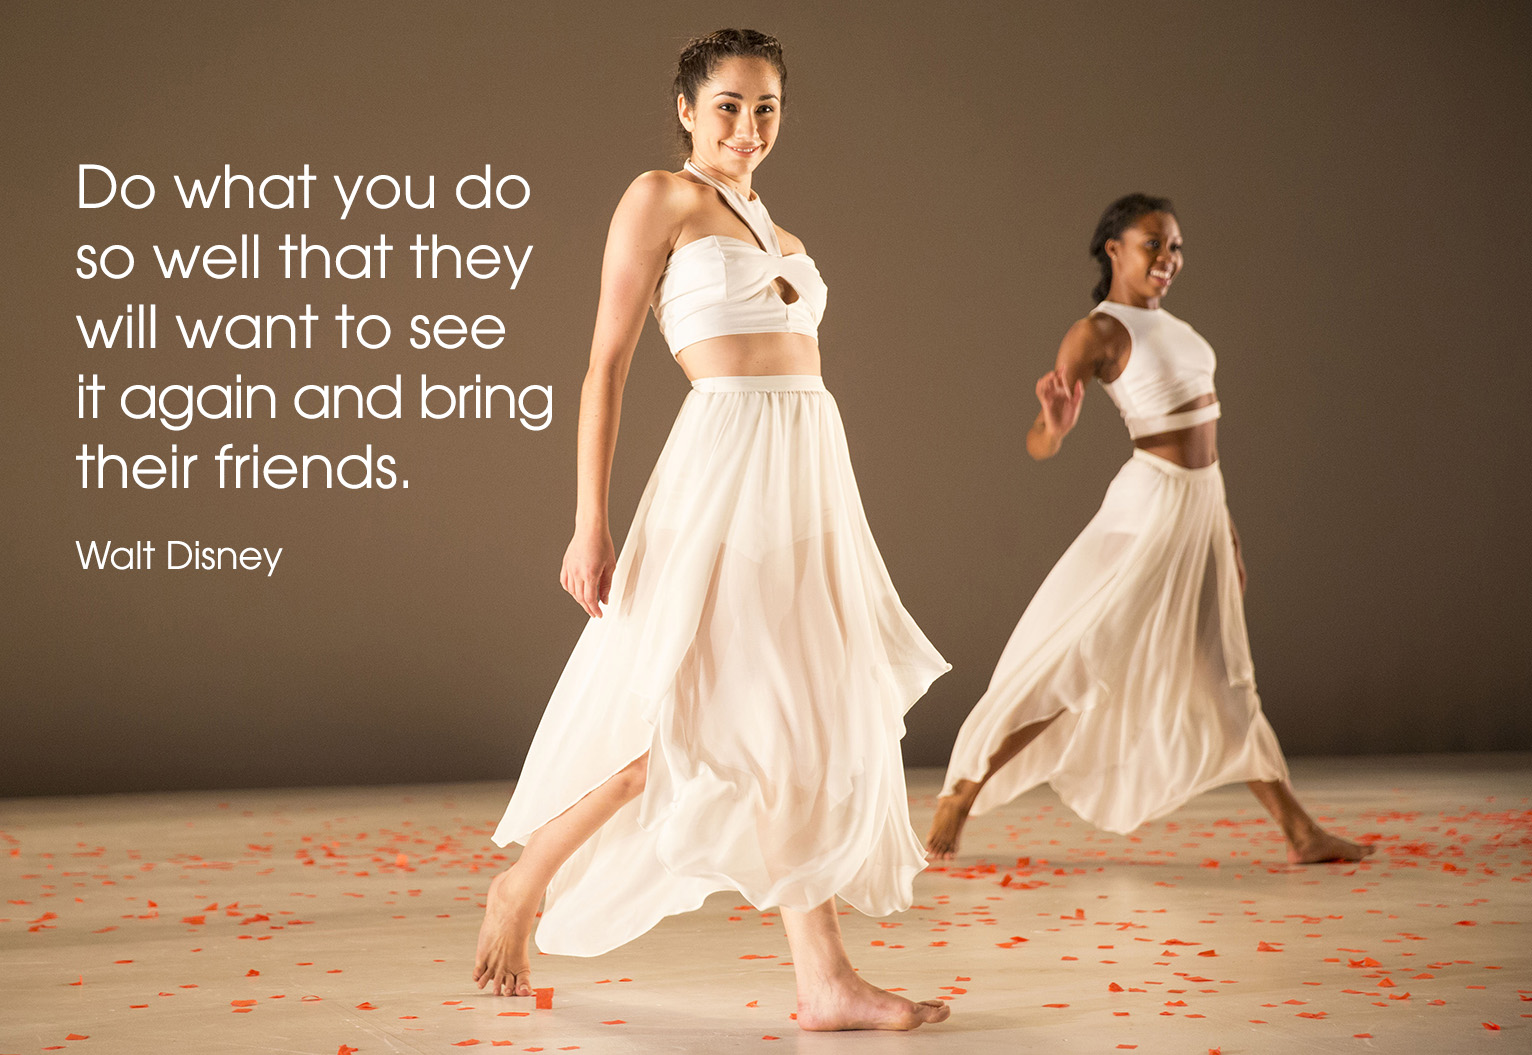 Do what you do
so well that they
will want to see
it again and bring
their friends.
Walt Disney